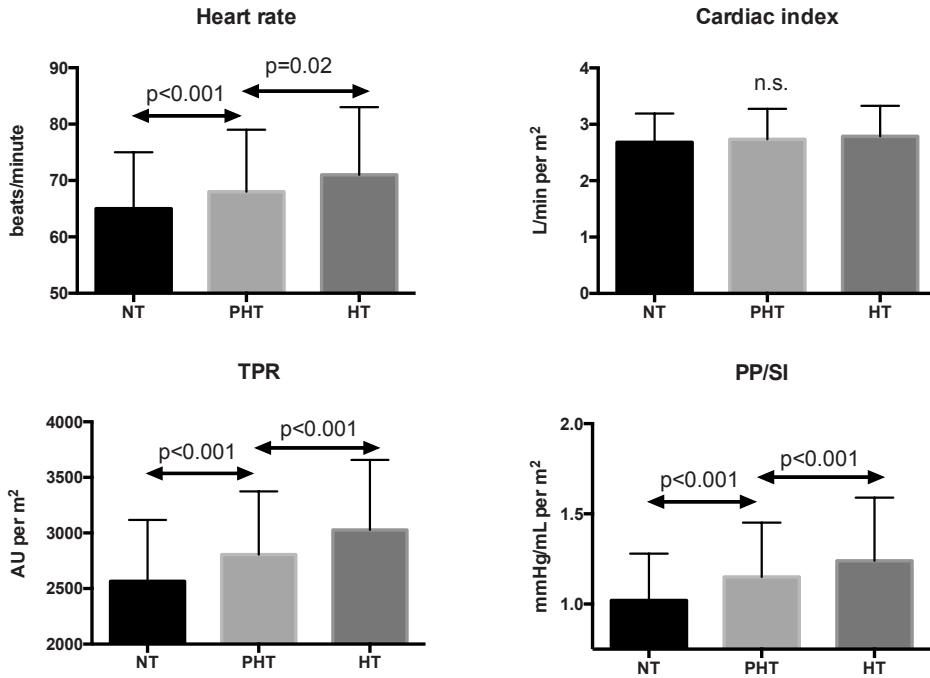 Heart rate
beats/minute
90
80
70
60
50
p<0.001
p=0.02
NT PHT HT
Cardiac index
L/min per m²
4
3
2
1
0
n.s.
NT PHT HT
TPR
AU per m²
4000
3500
3000
2500
2000
p<0.001
p<0.001
NT PHT HT
PP/SI
mmHg/mL per m²
2.0
1.5
1.0
p<0.001
p<0.001
NT PHT HT